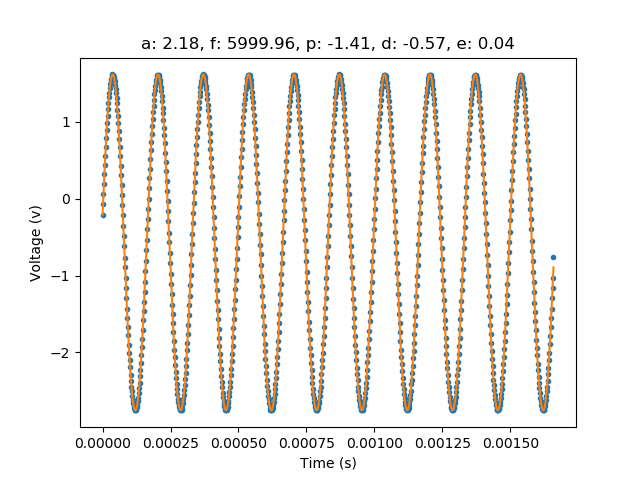 a: 2.18, f: 5999.96, p: -1.41, d: -0.57, e: 0.04
1
0
−1
−2
Voltage (v)
0.00000 0.00025 0.00050 0.00075 0.00100 0.00125 0.00150
Time (s)